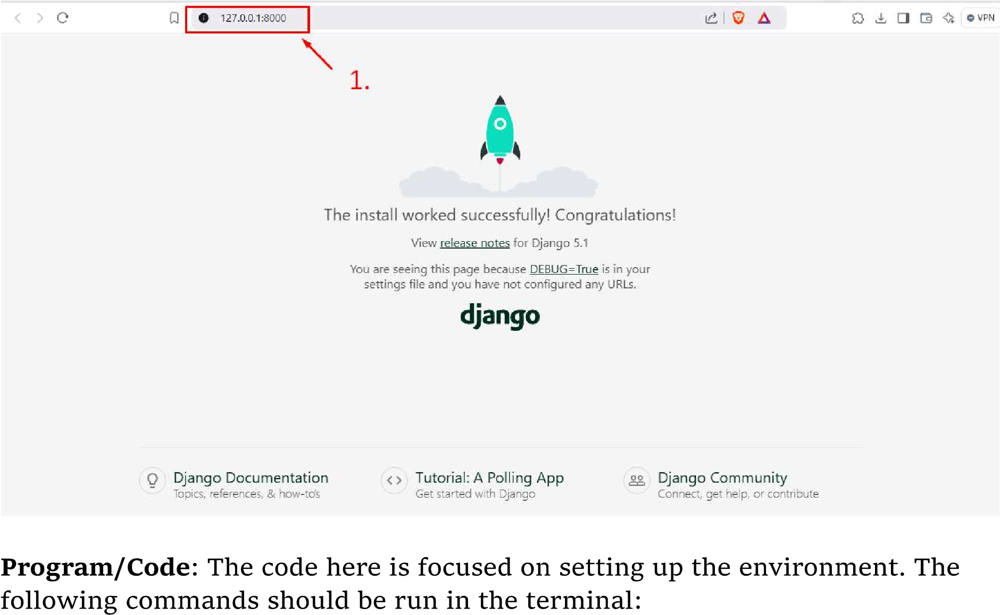 127.0.0.1:8000
VPN
1.
The install worked successfully! Congratulations!
View release notes for Django 5.1
You are seeing this page because DEBUG=True is in your
settings file and you have not configured any URLs.
django
Django Documentation
Topics, references, & how-to's
Tutorial: A Polling App
Get started with Django
Django Community
Connect, get help, or contribute
Program/Code: The code here is focused on setting up the environment. The
following commands should be run in the terminal: